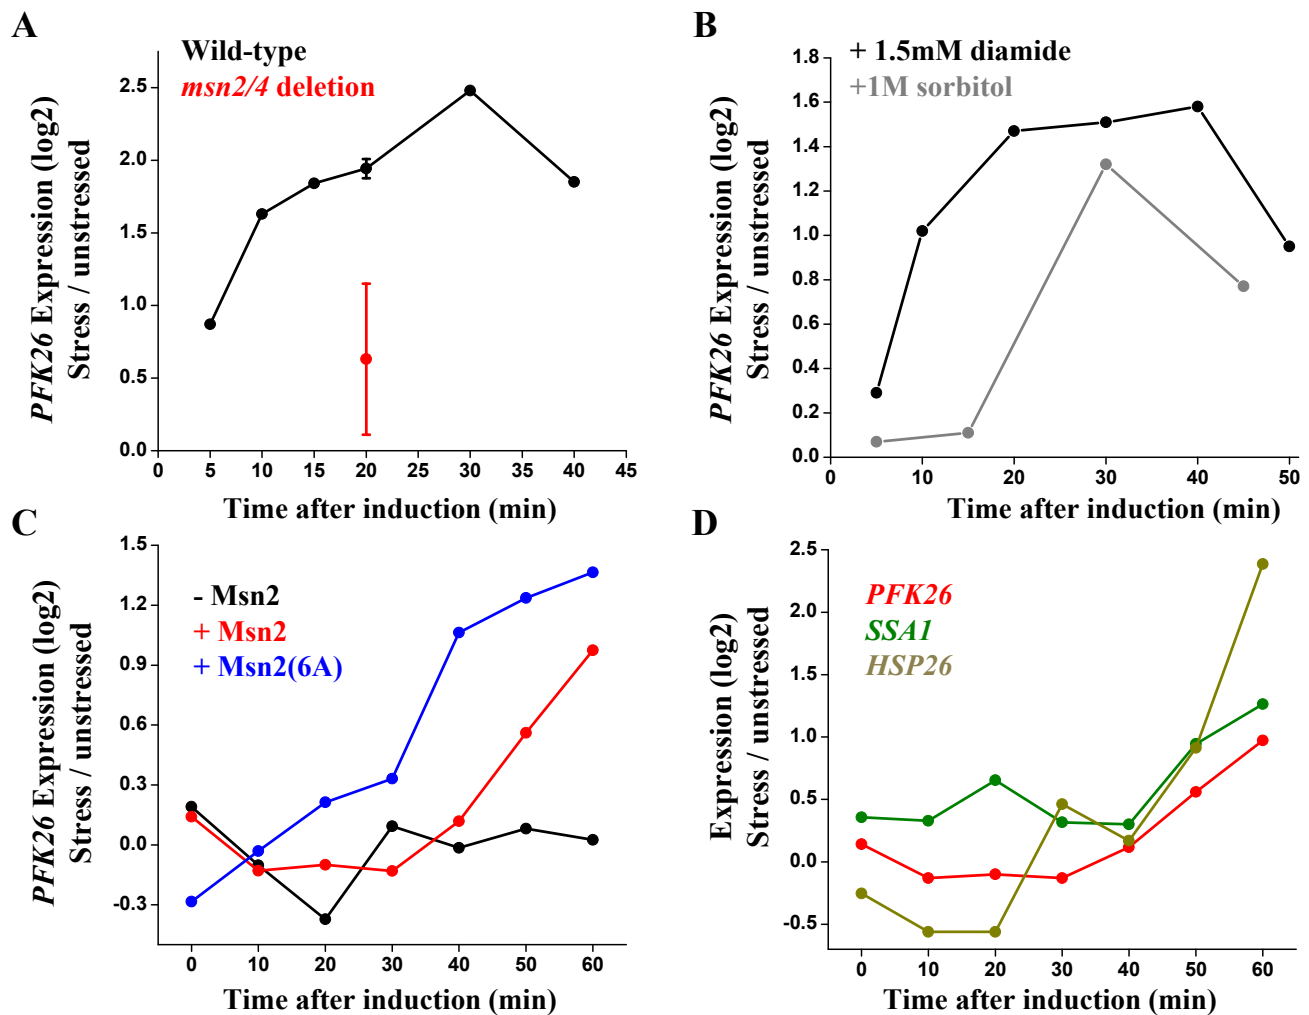 A
Wild-type
msn2/4 deletion
PFK26 Expression (log2)
Stress / unstressed
2.5
2.0
1.5
1.0
0.5
0.0
0 5 10 15 20 25 30 35 40 45
Time after induction (min)
B
+ 1.5mM diamide
+1M sorbitol
PFK26 Expression (log2)
Stress / unstressed
1.8
1.6
1.4
1.2
1.0
0.8
0.6
0.4
0.2
0.0
0 10 20 30 40 50
Time after induction (min)
C
- Msn2
+ Msn2
+ Msn2(6A)
PFK26 Expression (log2)
Stress / unstressed
1.5
1.2
0.9
0.6
0.3
0.0
-0.3
0 10 20 30 40 50 60
Time after induction (min)
D
PFK26
SSA1
HSP26
Expression (log2)
Stress / unstressed
2.5
2.0
1.5
1.0
0.5
0.0
-0.5
0 10 20 30 40 50 60
Time after induction (min)